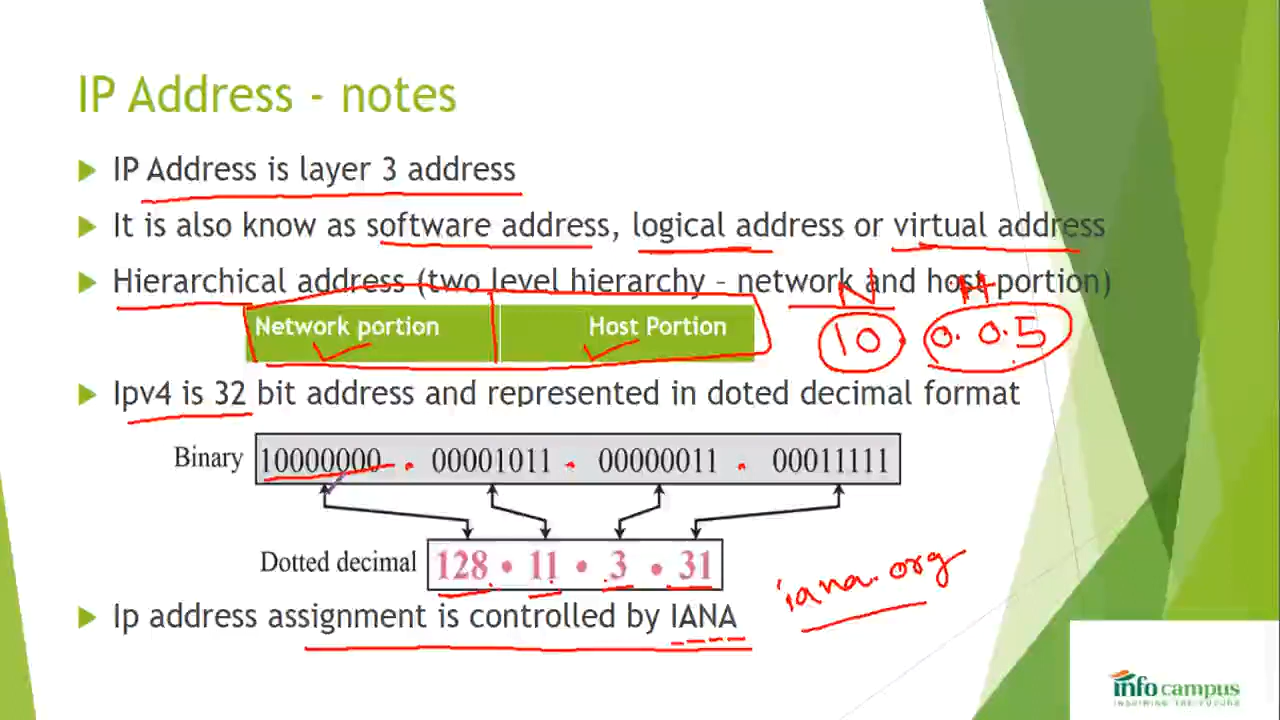 IP Address - notes
IP Address is layer 3 address
It is also know as software address, logical address or virtual address
Hierarchical address (two level hierarchy – network and host portion)
N H
Network portion Host Portion
10. 0.0.5
Ipv4 is 32 bit address and represented in doted decimal format
Binary 10000000 . 00001011 . 00000011 . 00011111
Dotted decimal 128 • 11 • 3 • 31
iana.org
Ip address assignment is controlled by IANA
info campus
INSPIRING THE FUTURE